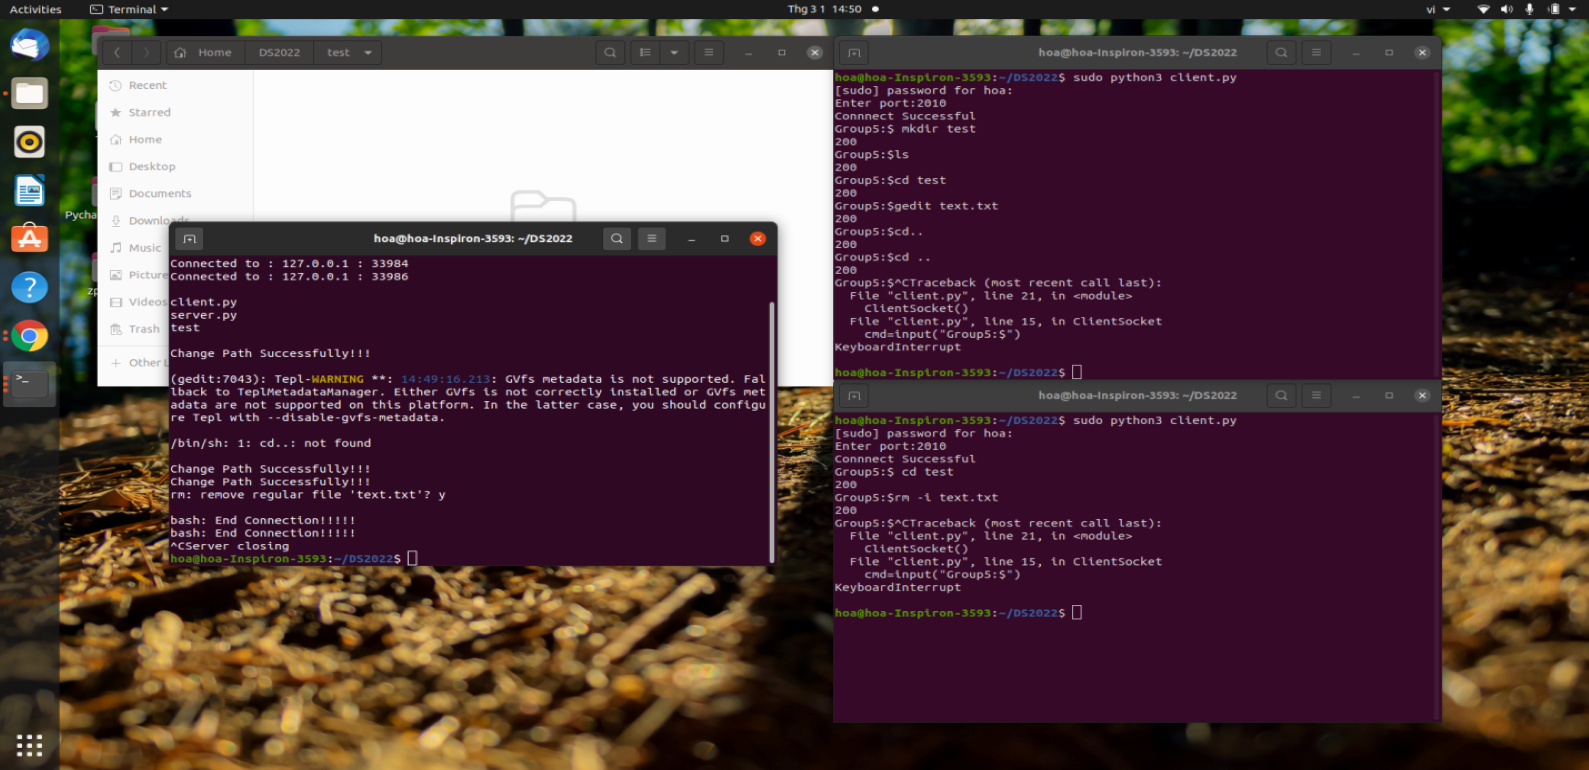 Activities
Terminal
Thg 3 1 14:50
vi
Home
DS2022
test
Recent
Starred
Home
Desktop
Documents
Downloads
Music
Picture
Videos
Trash
Other L
Pycha
zp
hoa@hoa-Inspiron-3593: ~/DS2022
Connected to : 127.0.0.1 : 33984
Connected to : 127.0.0.1 : 33986
client.py
server.py
test
Change Path Successfully!!!
(gedit:7043): Tepl-WARNING **: 14:49:16.213: GVfs metadata is not supported. Fal
lback to TeplMetadataManager. Either GVfs is not correctly installed or GVfs met
adata are not supported on this platform. In the latter case, you should configu
re Tepl with --disable-gvfs-metadata.
/bin/sh: 1: cd..: not found
Change Path Successfully!!!
Change Path Successfully!!!
rm: remove regular file 'text.txt'? y
bash: End Connection!!!!!
bash: End Connection!!!!!
^CServer closing
hoa@hoa-Inspiron-3593:~/DS2022$
hoa@hoa-Inspiron-3593: ~/DS2022
hoa@hoa-Inspiron-3593:~/DS2022$ sudo python3 client.py
[sudo] password for hoa:
Enter port:2010
Connnect Successful
Group5:$ mkdir test
200
Group5:$ls
200
Group5:$cd test
200
Group5:$gedit text.txt
200
Group5:$cd..
200
Group5:$cd ..
200
Group5:$^CTraceback (most recent call last):
File "client.py", line 21, in <module>
ClientSocket()
File "client.py", line 15, in ClientSocket
cmd=input("Group5:$")
KeyboardInterrupt
hoa@hoa-Inspiron-3593:~/DS2022$
hoa@hoa-Inspiron-3593: ~/DS2022
hoa@hoa-Inspiron-3593:~/DS2022$ sudo python3 client.py
[sudo] password for hoa:
Enter port:2010
Connnect Successful
Group5:$ cd test
200
Group5:$rm -i text.txt
200
Group5:$^CTraceback (most recent call last):
File "client.py", line 21, in <module>
ClientSocket()
File "client.py", line 15, in ClientSocket
cmd=input("Group5:$")
KeyboardInterrupt
hoa@hoa-Inspiron-3593:~/DS2022$